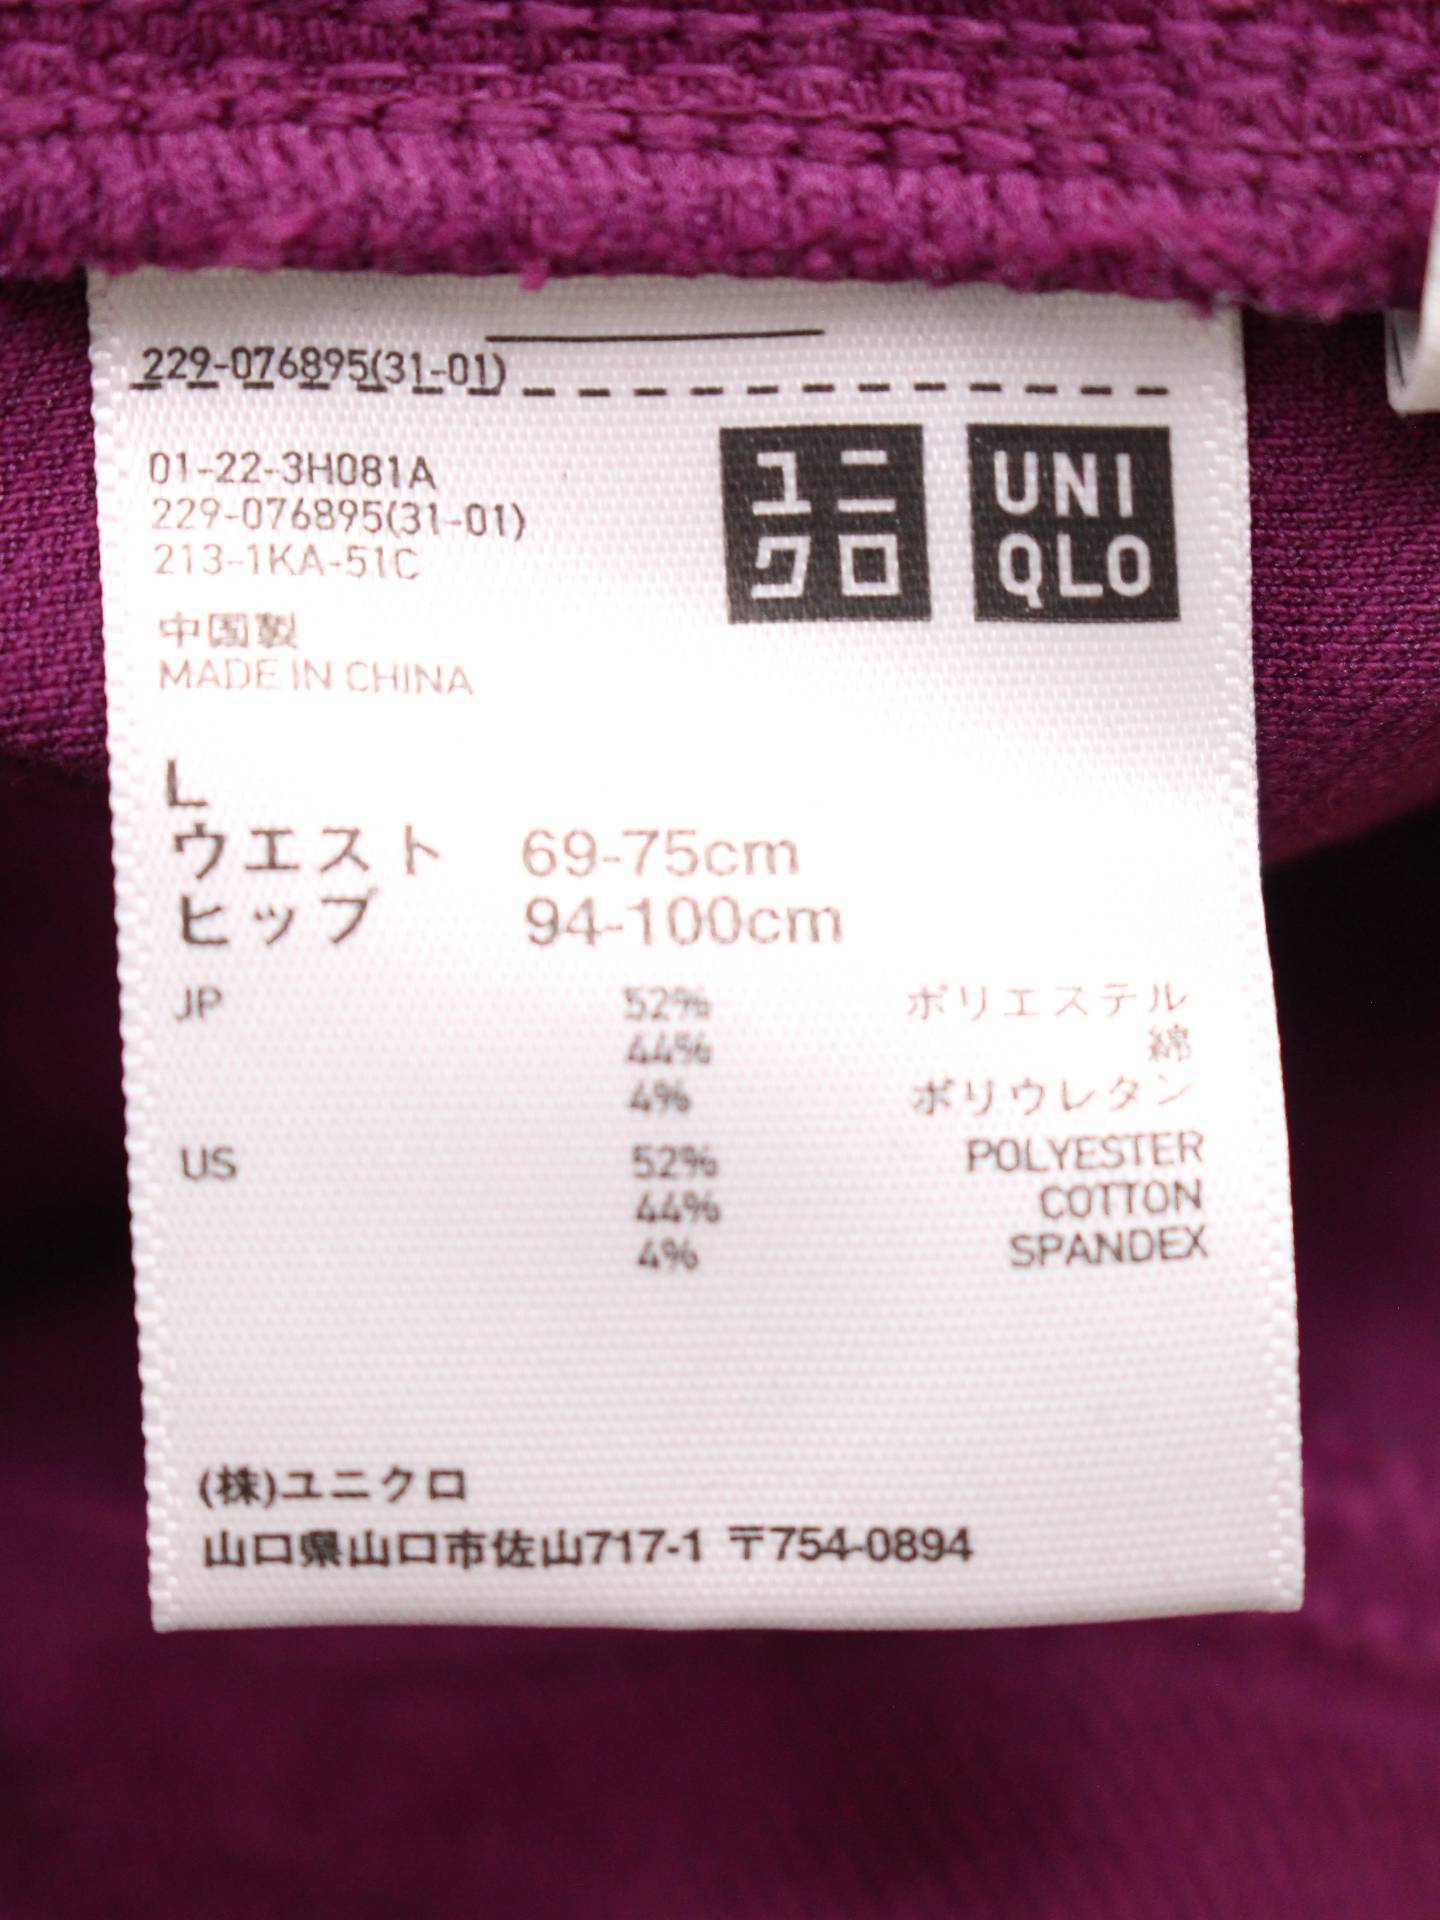 229-076895(31-01)
01-22-3H081A
229-076895(31-01)
213-1KA-51C
中国製
MADE IN CHINA
ユニ
クロ
UNI
QLO
L
ウエスト 69-75cm
ヒップ 94-100cm
JP 52% ポリエステル
44% 綿
4% ポリウレタン
US 52% POLYESTER
44% COTTON
4% SPANDEX
(株)ユニクロ
山口県山口市佐山717-1 〒754-0894